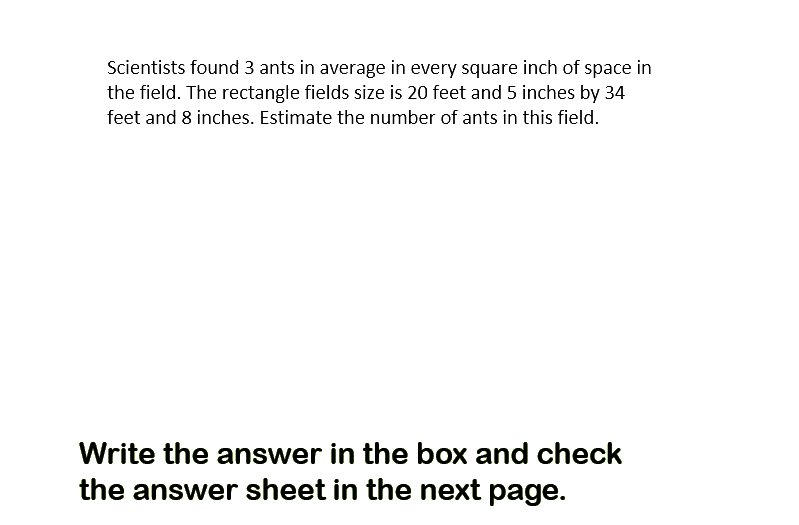 Scientists found 3 ants in average in every square inch of space in
the field. The rectangle fields size is 20 feet and 5 inches by 34
feet and 8 inches. Estimate the number of ants in this field.
Write the answer in the box and check
the answer sheet in the next page.